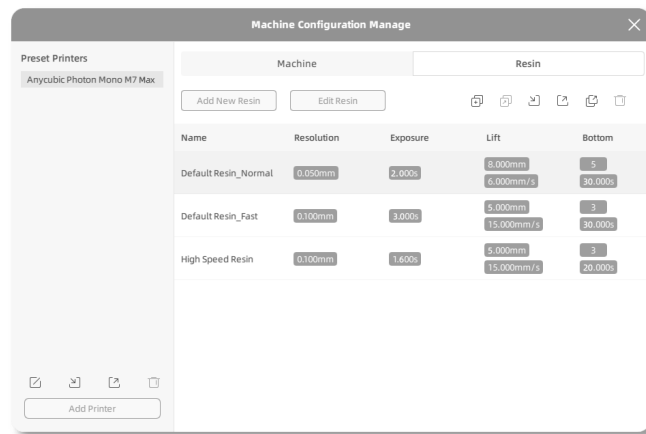 Machine Configuration Manage
Preset Printers
Anycubic Photon Mono M7 Max
Machine
Resin
Add New Resin
Edit Resin
Name Resolution Exposure Lift Bottom
Default Resin_Normal 0.050mm 2.000s 8.000mm 6.000mm/s 5 30.000s
Default Resin_Fast 0.100mm 3.000s 5.000mm 15.000mm/s 3 30.000s
High Speed Resin 0.100mm 1.600s 5.000mm 15.000mm/s 3 20.000s
Add Printer